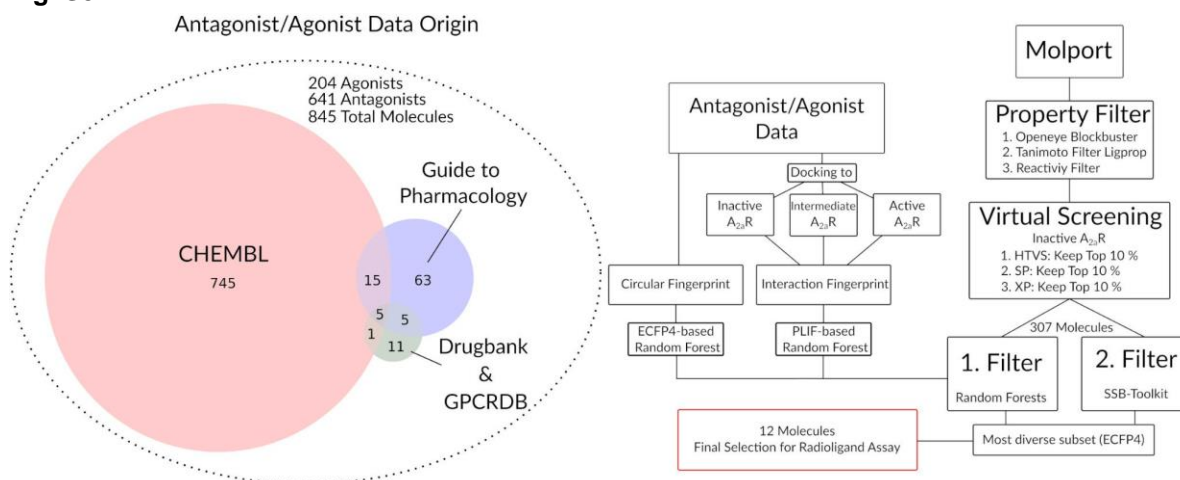 Antagonist/Agonist Data Origin
204 Agonists
641 Antagonists
845 Total Molecules
Guide to
Pharmacology
CHEMBL
745
15
63
5
5
1
11
Drugbank
&
GPCRDB
Antagonist/Agonist
Data
Docking to
Inactive
A2aR
Intermediate
A2aR
Active
A2aR
Circular Fingerprint
Interaction Fingerprint
ECFP4-based
Random Forest
PLIF-based
Random Forest
Molport
Property Filter
1. Openeye Blockbuster
2. Tanimoto Filter Ligprop
3. Reactiviy Filter
Virtual Screening
Inactive A2aR
1. HTVS: Keep Top 10 %
2. SP: Keep Top 10 %
3. XP: Keep Top 10 %
307 Molecules
1. Filter
Random Forests
2. Filter
SSB-Toolkit
Most diverse subset (ECFP4)
12 Molecules
Final Selection for Radioligand Assay